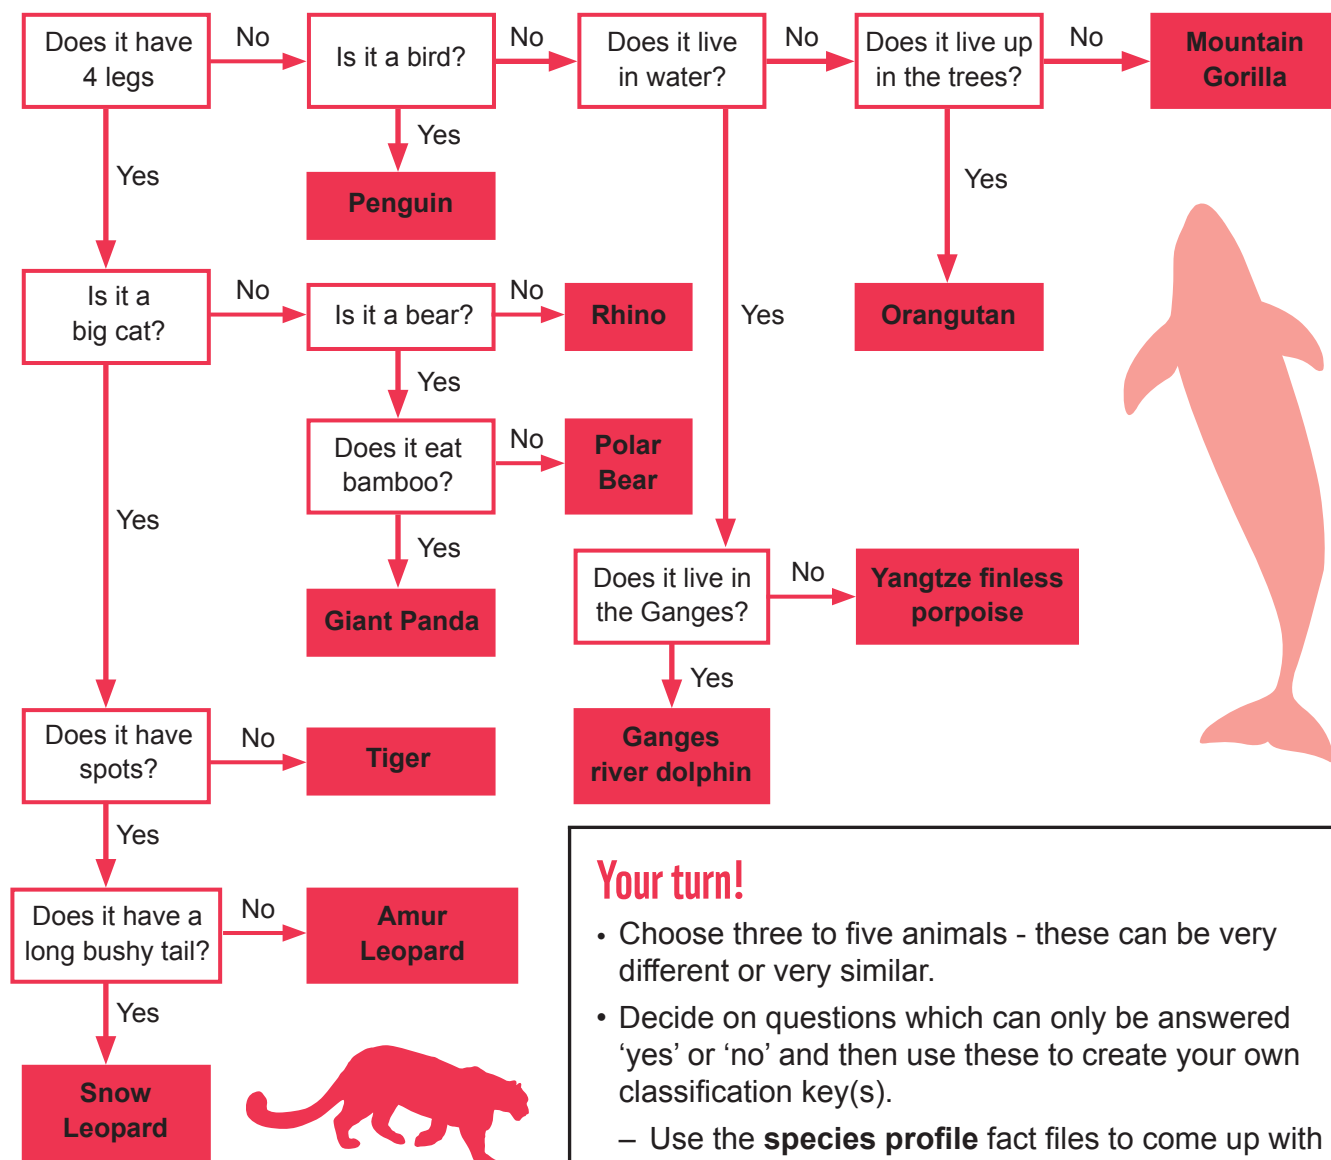 Does it have
4 legs
No
Is it a bird?
No
Does it live
in water?
No
Does it live up
in the trees?
No
Mountain
Gorilla
Yes
Yes
Penguin
Yes
Orangutan
Is it a
big cat?
No
Is it a bear?
No
Rhino
Yes
Yes
Does it eat
bamboo?
No
Polar
Bear
Yes
Yes
Giant Panda
Does it live in
the Ganges?
No
Yangtze finless
porpoise
Yes
Ganges
river dolphin
Does it have
spots?
No
Tiger
Yes
Does it have a
long bushy tail?
No
Amur
Leopard
Yes
Snow
Leopard
Your turn!
• Choose three to five animals - these can be very
different or very similar.
• Decide on questions which can only be answered
‘yes’ or ‘no’ and then use these to create your own
classification key(s).
– Use the species profile fact files to come up with